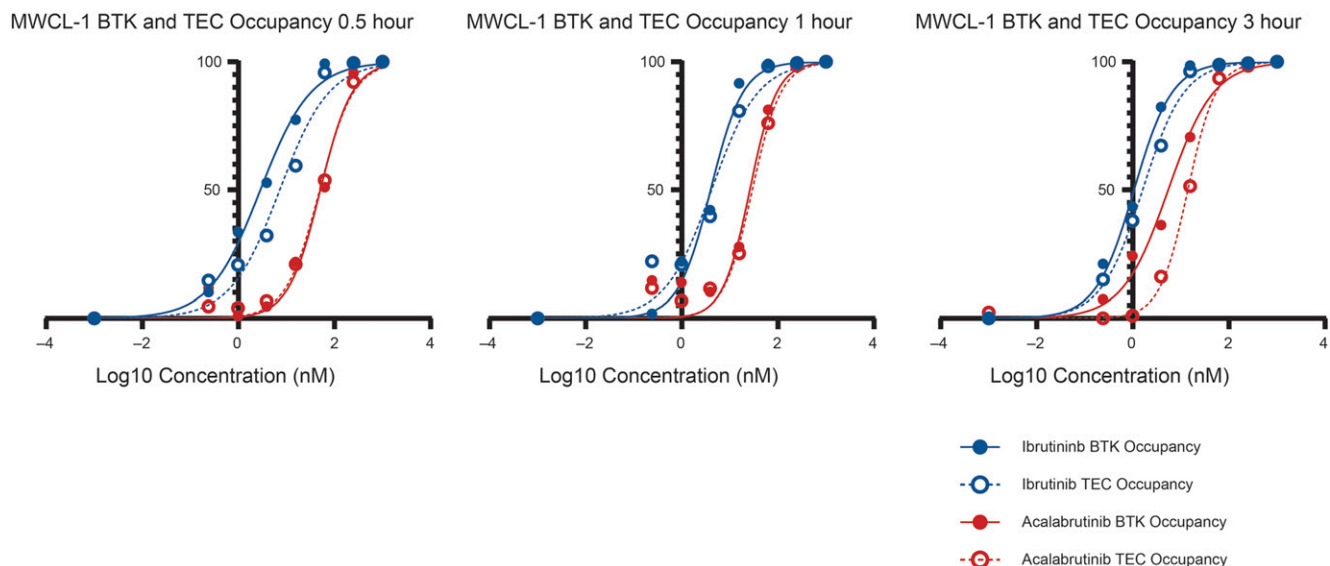 MWCL-1 BTK and TEC Occupancy 0.5 hour
MWCL-1 BTK and TEC Occupancy 1 hour
MWCL-1 BTK and TEC Occupancy 3 hour
100
50
–4
–2
0
2
4
Log10 Concentration (nM)
100
50
–4
–2
0
2
4
Log10 Concentration (nM)
100
50
–4
–2
0
2
4
Log10 Concentration (nM)
Ibrutininb BTK Occupancy
Ibrutinib TEC Occupancy
Acalabrutinib BTK Occupancy
Acalabrutinib TEC Occupancy